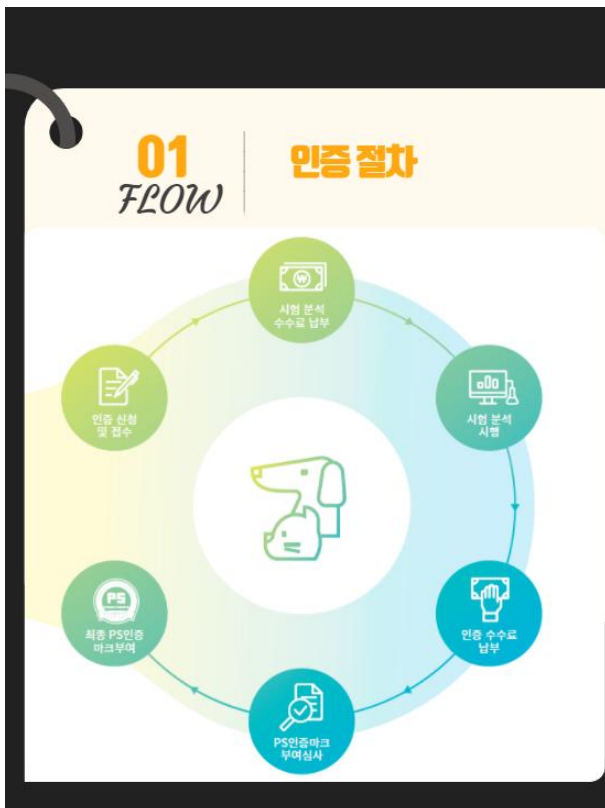 01
FLOW
인증 절차
시험 분석
수수료 납부
인증 신청
및 접수
시험 분석
시행
PS
최종 PS인증
마크부여
인증 수수료
납부
PS인증마크
부여심사